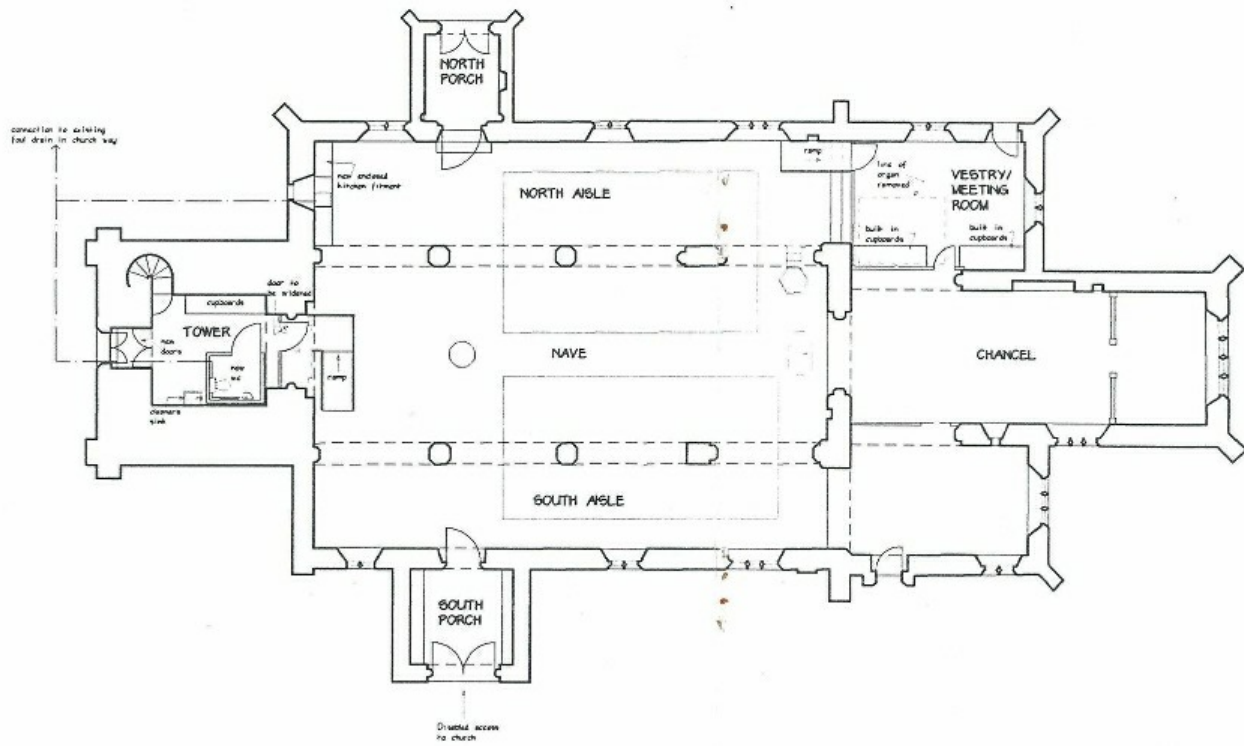 NORTH
PORCH
connection to existing
foul drain in church way
new enclosed
kitchen fitment
NORTH AISLE
ramp
line of
organ
removed
VESTRY/
MEETING
ROOM
built in
cupboards
built in
cupboards
door to
be widened
cupboards
TOWER
new
doors
new
wc
ramp
cleaners
sink
NAVE
CHANCEL
SOUTH AISLE
SOUTH
PORCH
Disabled access
to church